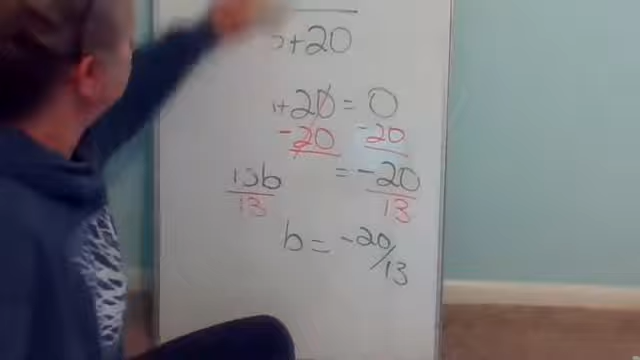 +20
+20 = 0
-20 -20
13b = -20
13 13
b = -20/13